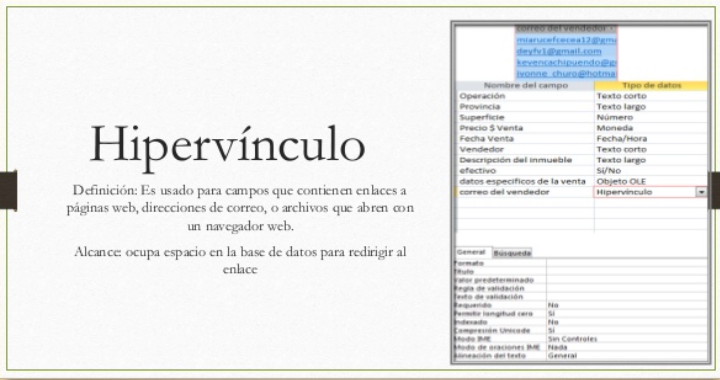 Hipervínculo
Definición: Es usado para campos que contienen enlaces a
páginas web, direcciones de correo, o archivos que abren con
un navegador web.
Alcance: ocupa espacio en la base de datos para redirigir al
enlace
correo del vendedor
miarucefcecea12@gma
deyfv1@gmail.com
kevencachipuendo@g
ivonne_churo@hotma
Nombre del campo Tipo de datos
Operación Texto corto
Provincia Texto largo
Superficie Número
Precio $ Venta Moneda
Fecha Venta Fecha/Hora
Vendedor Texto corto
Descripción del inmueble Texto largo
efectivo Sí/No
datos especificos de la venta Objeto OLE
correo del vendedor Hipervínculo
General Búsqueda
Formato
Título
Valor predeterminado
Regla de validación
Texto de validación
Requerido No
Permitir longitud cero Sí
Indexado No
Compresión Unicode Sí
Modo IME Sin Controles
Modo de oraciones IME Nada
Alineación del texto General